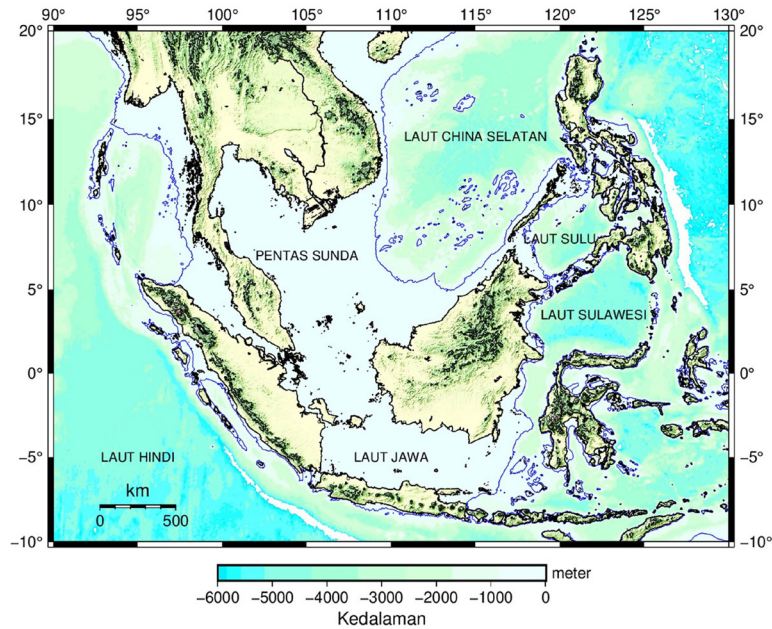 90° 95° 100° 105° 110° 115° 120° 125° 130°
20° 20°
15° 15°
LAUT CHINA SELATAN
10° 10°
LAUT SULU
PENTAS SUNDA
5° 5°
LAUT SULAWESI
0° 0°
−5° −5°
LAUT HINDI
LAUT JAWA
km
0 500
−10° −10°
meter
−6000 −5000 −4000 −3000 −2000 −1000 0
Kedalaman